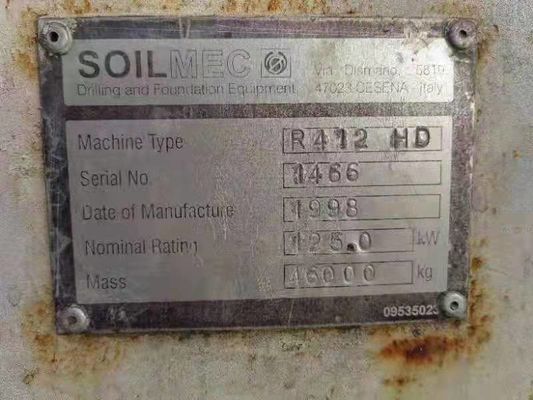 SOILMEC
Drilling and Foundation Equipment
Via Dismano, 5819
47023 CESENA - Italy
Machine Type R412 HD
Serial No. 1466
Date of Manufacture 1998
Nominal Rating 125.0 kW
Mass 46000 kg